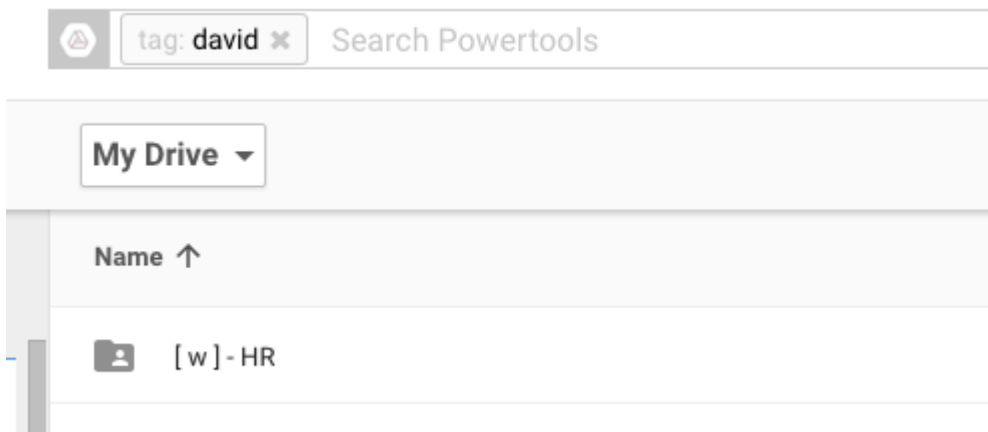 tag: david × Search Powertools
My Drive
Name ↑
[ w ] - HR